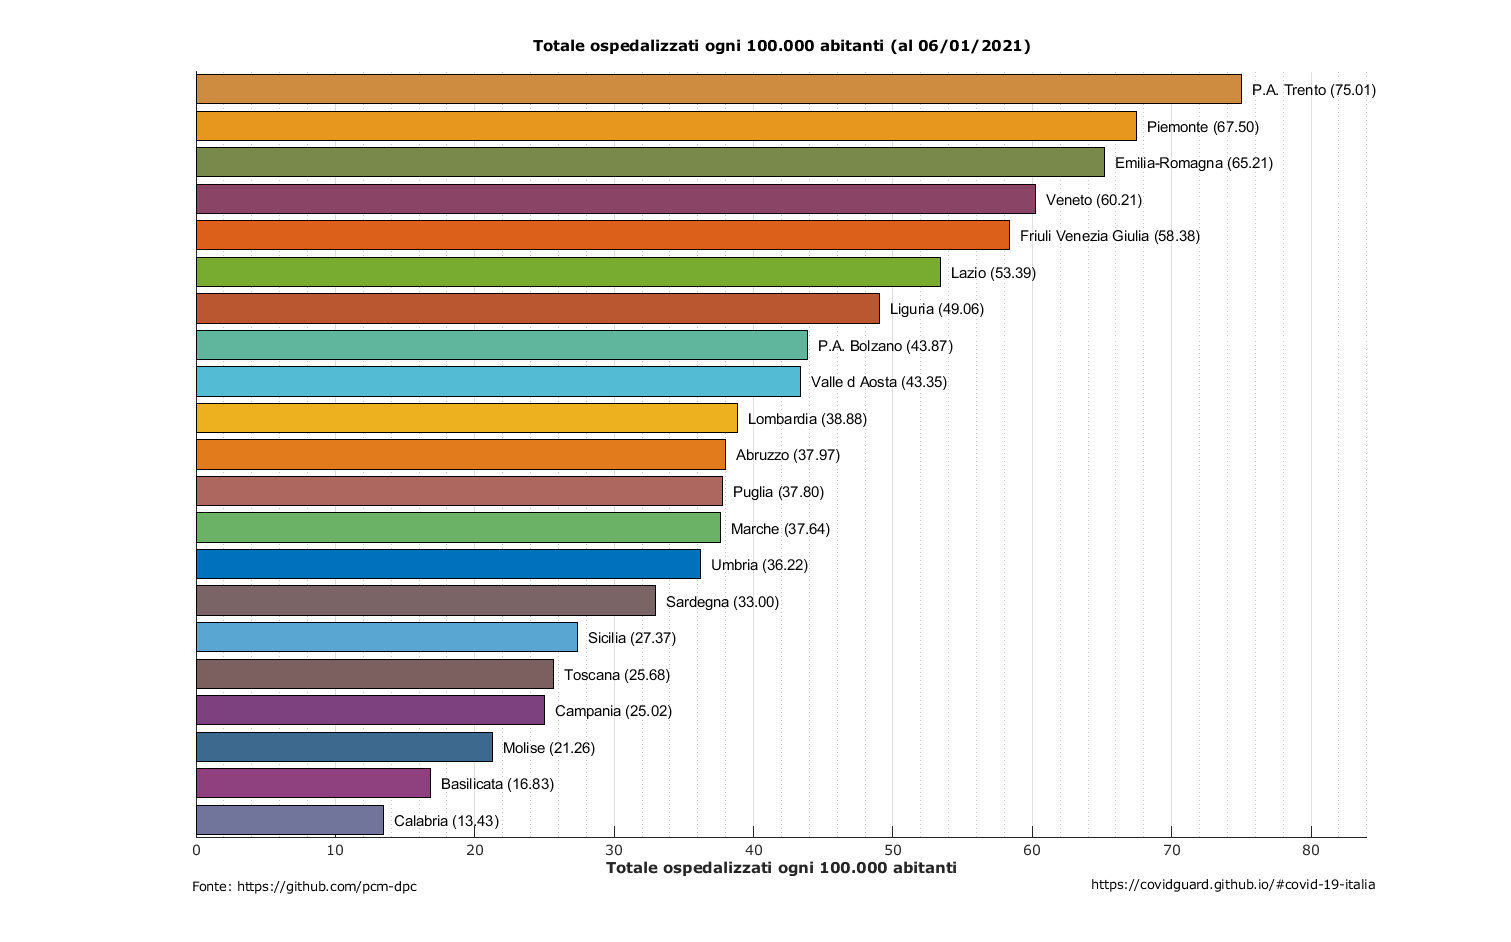 Totale ospedalizzati ogni 100.000 abitanti (al 06/01/2021)
P.A. Trento (75.01)
Piemonte (67.50)
Emilia-Romagna (65.21)
Veneto (60.21)
Friuli Venezia Giulia (58.38)
Lazio (53.39)
Liguria (49.06)
P.A. Bolzano (43.87)
Valle d Aosta (43.35)
Lombardia (38.88)
Abruzzo (37.97)
Puglia (37.80)
Marche (37.64)
Umbria (36.22)
Sardegna (33.00)
Sicilia (27.37)
Toscana (25.68)
Campania (25.02)
Molise (21.26)
Basilicata (16.83)
Calabria (13.43)
0 10 20 30 40 50 60 70 80
Totale ospedalizzati ogni 100.000 abitanti
Fonte: https://github.com/pcm-dpc
https://covidguard.github.io/#covid-19-italia